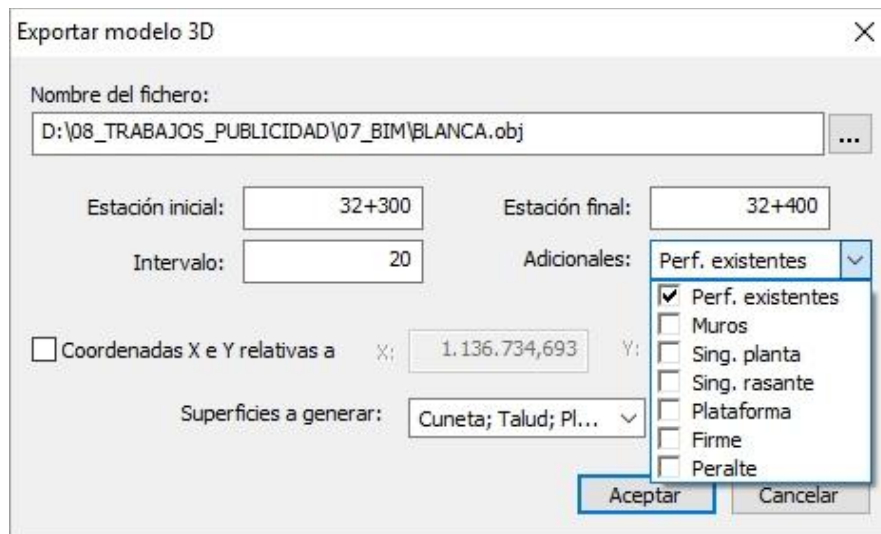 Exportar modelo 3D
Nombre del fichero:
D:\08_TRABAJOS_PUBLICIDAD\07_BIM\BLANCA.obj
...
Estación inicial: 32+300 Estación final: 32+400
Intervalo: 20 Adicionales: Perf. existentes
Perf. existentes
Muros
Coordenadas X e Y relativas a X: 1.136.734,693 Y: Sing. planta
Sing. rasante
Superficies a generar: Cuneta; Talud; Pl... Plataforma
Firme
Peralte
Aceptar Cancelar